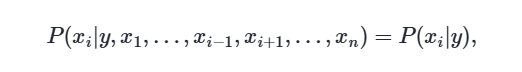 P(x_i|y, x_1, …, x_{i−1}, x_{i+1}, …, x_n) = P(x_i|y),